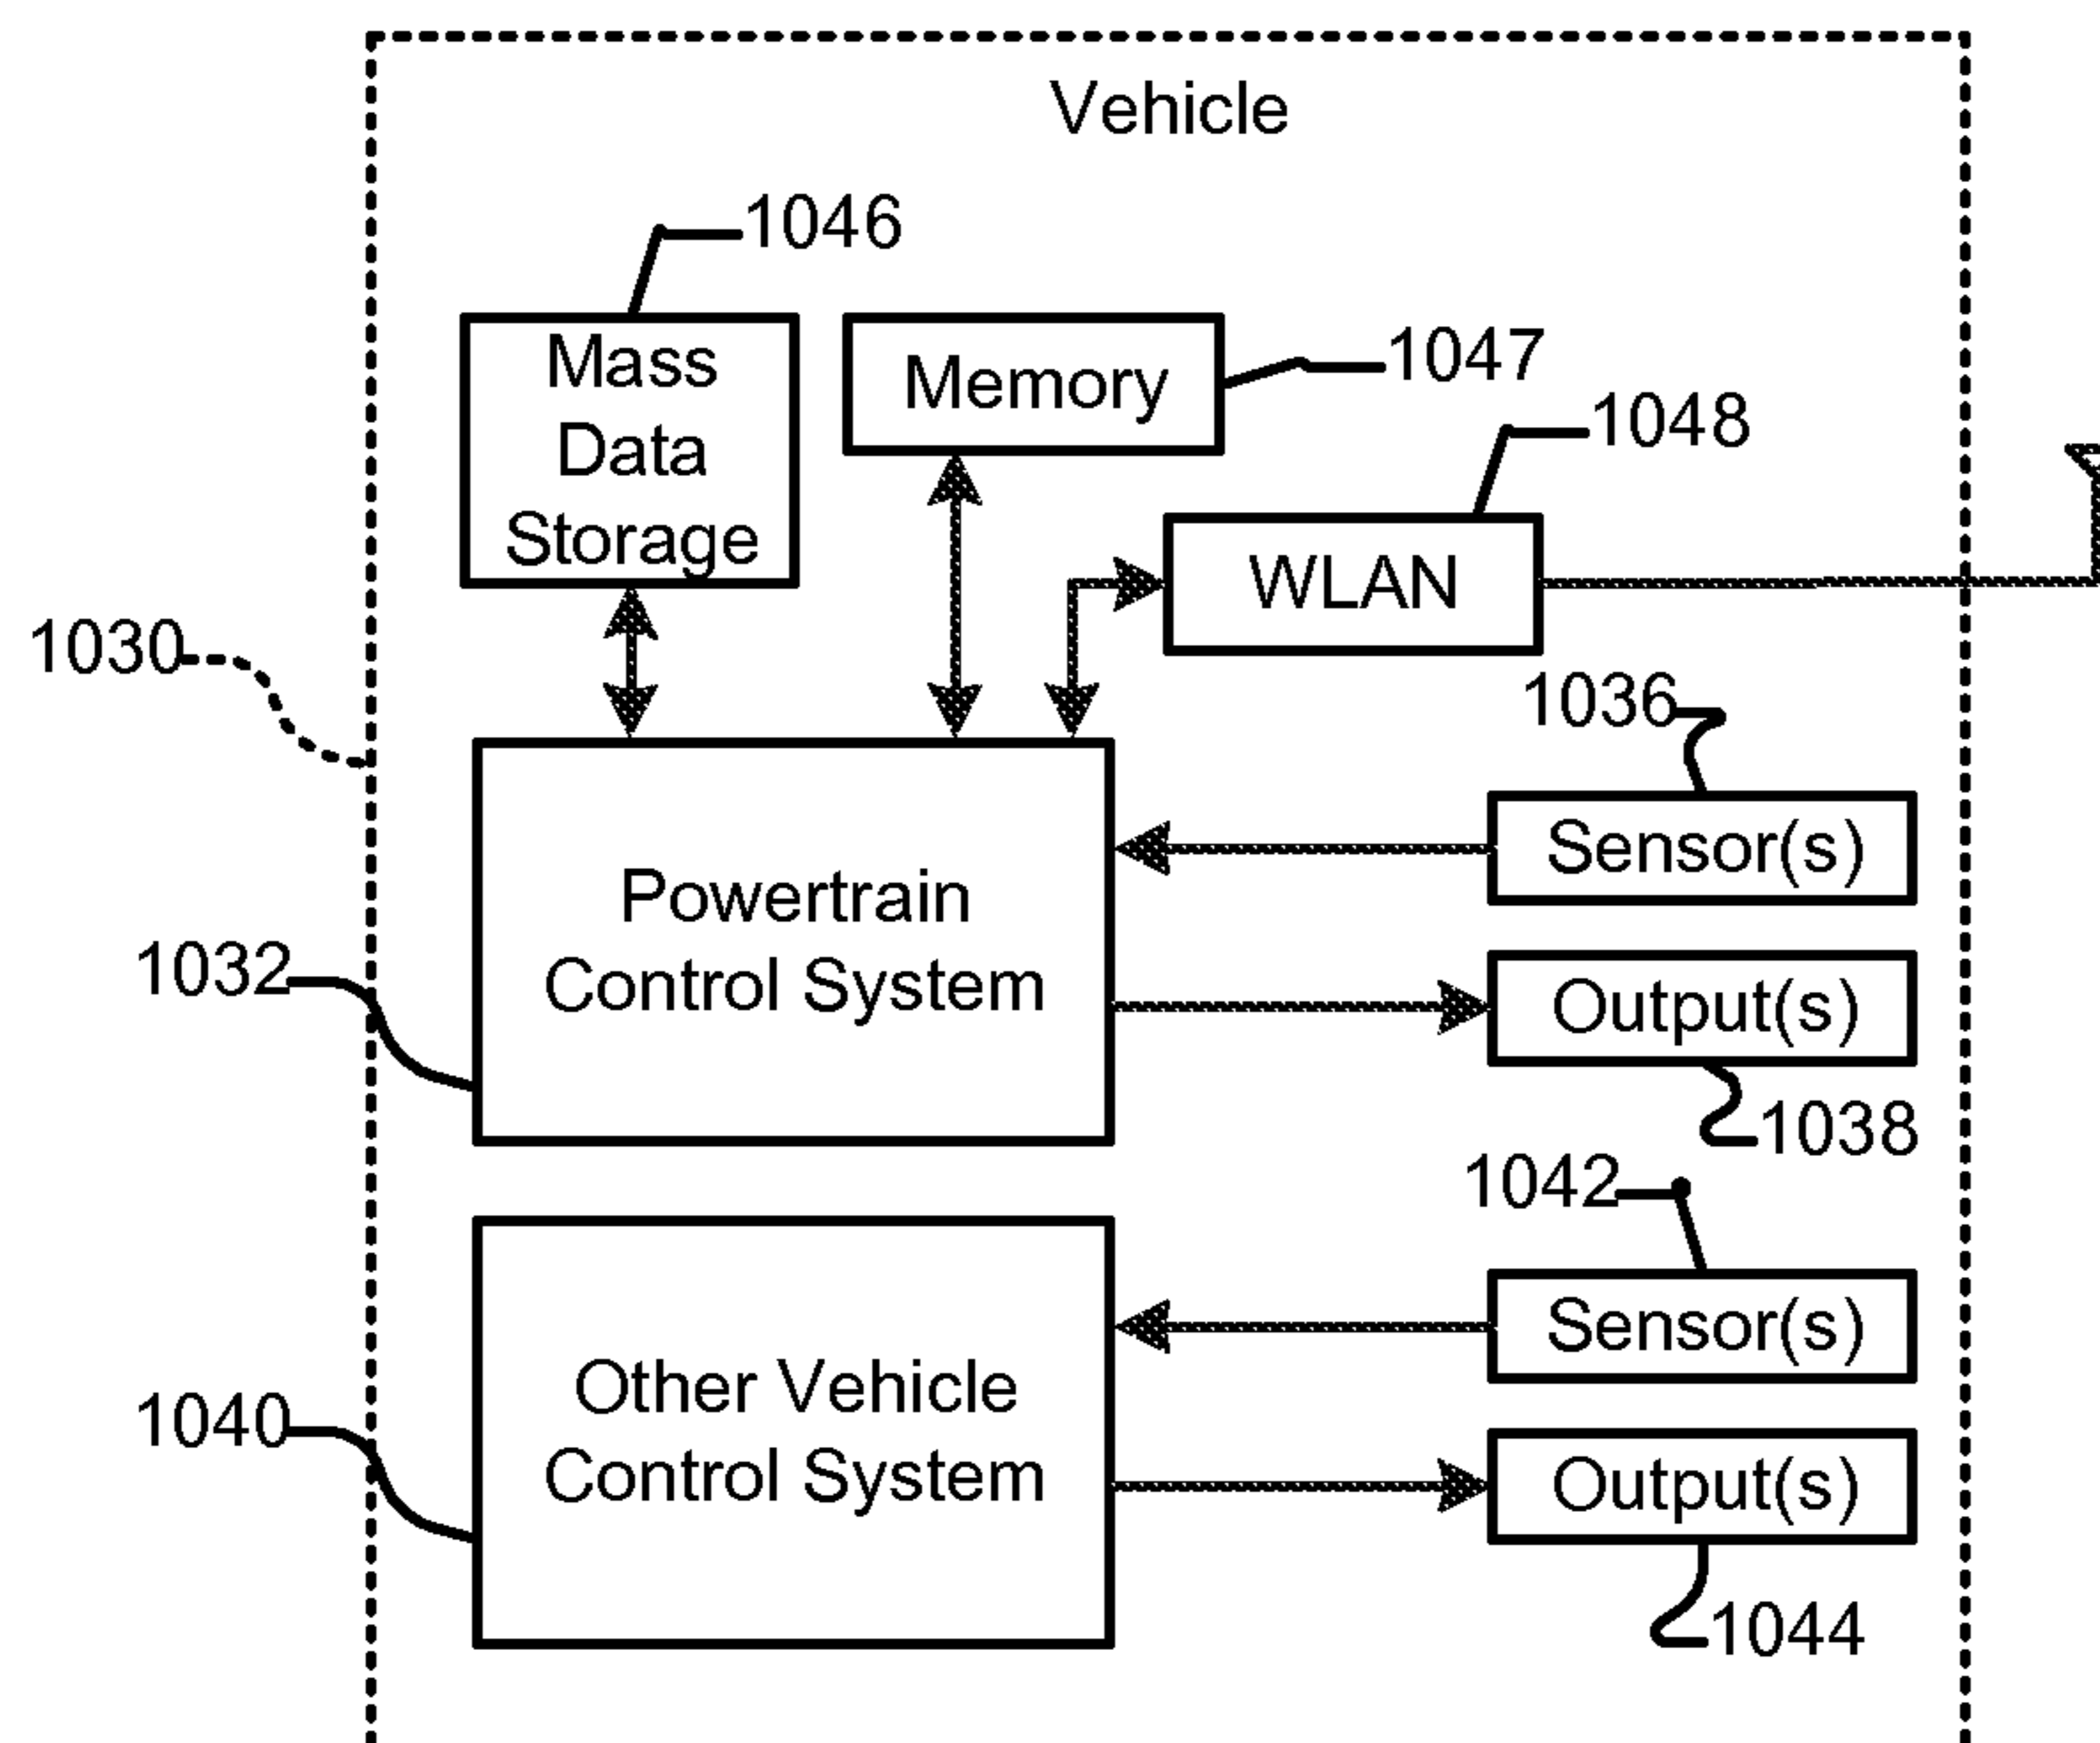 Vehicle
1046
Mass
Data
Storage
Memory
1047
1048
WLAN
1030
1036
Sensor(s)
Powertrain
Control System
1032
Output(s)
1038
1042
Sensor(s)
Other Vehicle
Control System
1040
Output(s)
1044